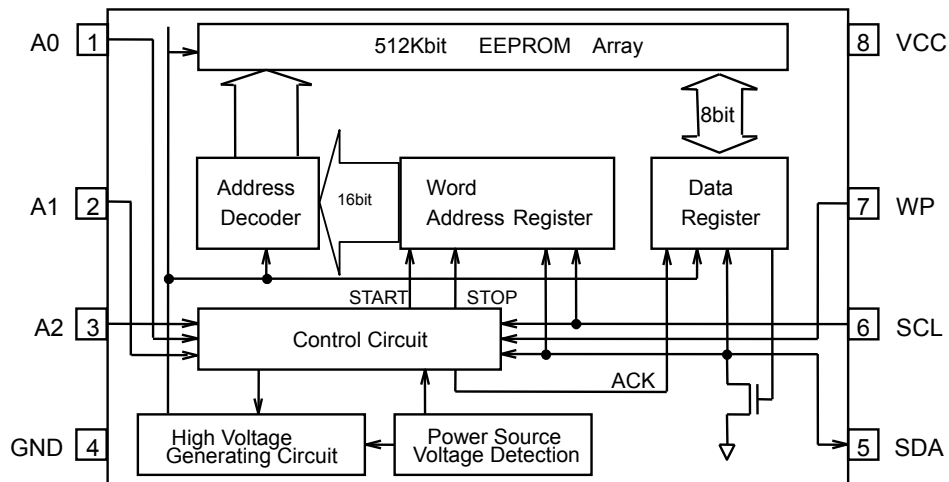 A0 1
512Kbit EEPROM Array
8 VCC
8bit
A1 2
Address
Decoder
16bit
Word
Address Register
Data
Register
7 WP
START
STOP
A2 3
Control Circuit
6 SCL
ACK
GND 4
High Voltage
Generating Circuit
Power Source
Voltage Detection
5 SDA